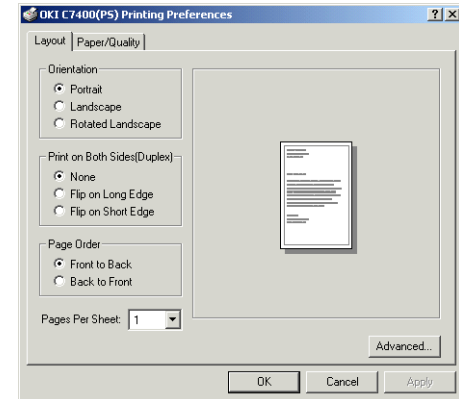 OKI C7400(PS) Printing Preferences
Layout
Paper/Quality
Orientation
Portrait
Landscape
Rotated Landscape
Print on Both Sides(Duplex)
None
Flip on Long Edge
Flip on Short Edge
Page Order
Front to Back
Back to Front
Pages Per Sheet: 1
Advanced...
OK
Cancel
Apply